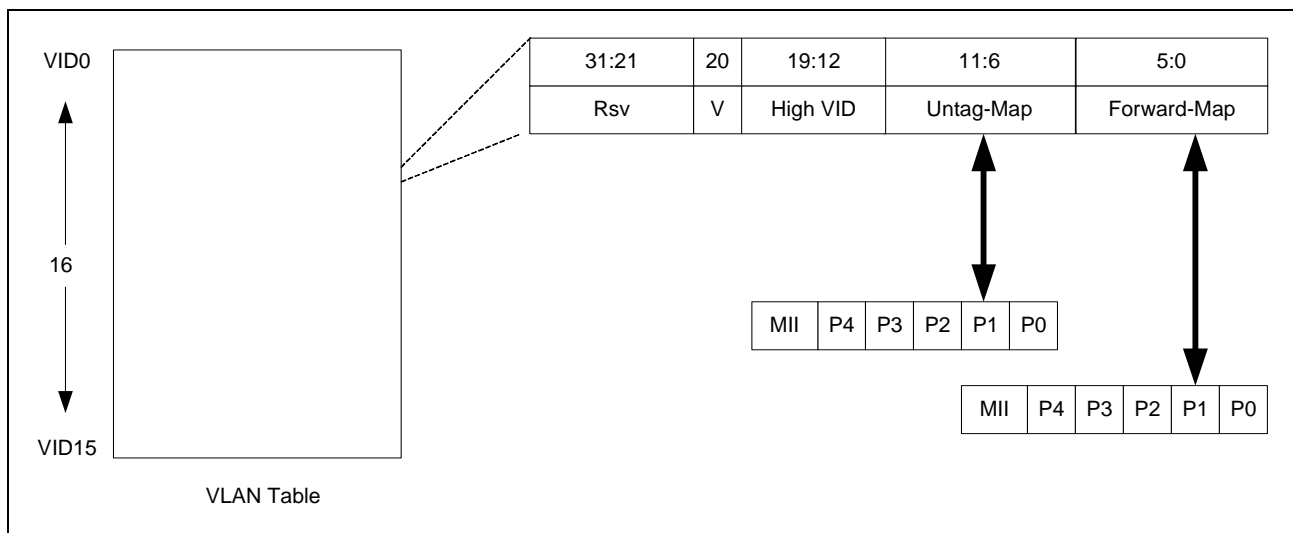 VID0
31:21 20 19:12 11:6 5:0
Rsv V High VID Untag-Map Forward-Map
16
MII P4 P3 P2 P1 P0
MII P4 P3 P2 P1 P0
VID15
VLAN Table